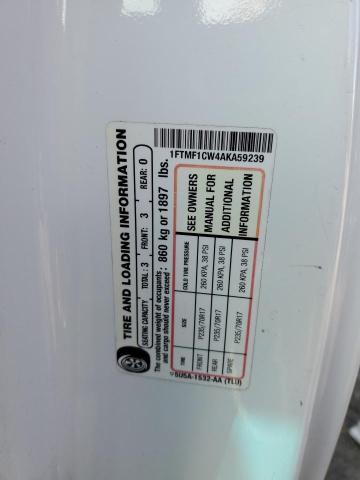 1FTMF1CW4AKA59239
TIRE AND LOADING INFORMATION
SEATING CAPACITY TOTAL: 3 FRONT: 3 REAR: 0
The combined weight of occupants and cargo should never exceed 860 kg or 1897 lbs.
TIRE SIZE COLD TIRE PRESSURE
FRONT P235/70R17 260 KPA, 38 PSI
REAR P235/70R17 260 KPA, 38 PSI
SPARE P235/70R17 260 KPA, 38 PSI
SEE OWNERS
MANUAL FOR
ADDITIONAL
INFORMATION
5U5A-1532-AA (TLU)